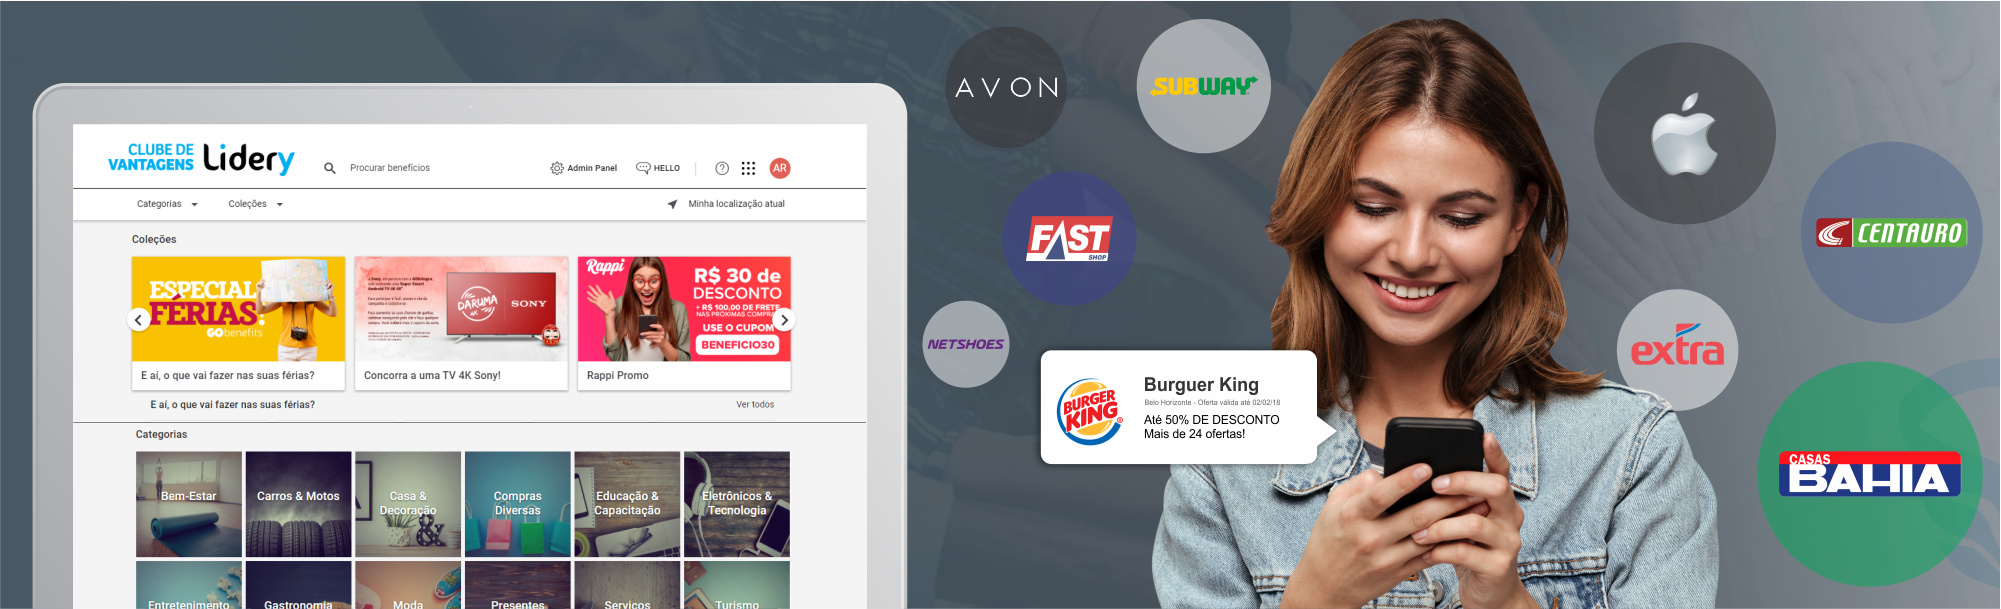 CLUBE DE
VANTAGENS Lidery
Procurar benefícios
Admin Panel
HELLO
?
AR
Categorias
Coleções
Minha localização atual
Coleções
ESPECIAL
FÉRIAS!
GObenefits
DARUMA
4K
SONY
Rappi
R$ 30 de
DESCONTO
+ R$ 100,00 DE FRETE
NAS PRÓXIMAS COMPRAS
USE O CUPOM
BENEFICIO30
E aí, o que vai fazer nas suas férias?
Concorra a uma TV 4K Sony!
Rappi Promo
E aí, o que vai fazer nas suas férias?
Ver todos
Categorias
Bem-Estar
Carros & Motos
Casa &
Decoração
Compras
Diversas
Educação &
Capacitação
Eletrônicos &
Tecnologia
Entretenimento
Gastronomia
Moda
Presentes
Serviços
Turismo
AVON
SUBWAY
FAST
SHOP
NETSHOES
BURGER
KING
Burguer King
Belo Horizonte - Oferta válida até 02/02/18
Até 50% DE DESCONTO
Mais de 24 ofertas!
CENTAURO
extra
CASAS
BAHIA